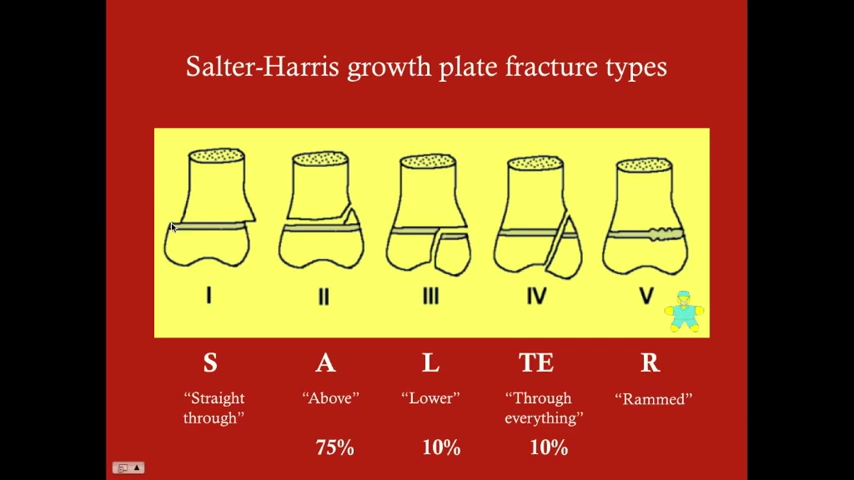 Salter-Harris growth plate fracture types
I II III IV V
S A L TE R
“Straight through” “Above” “Lower” “Through everything” “Rammed”
75% 10% 10%